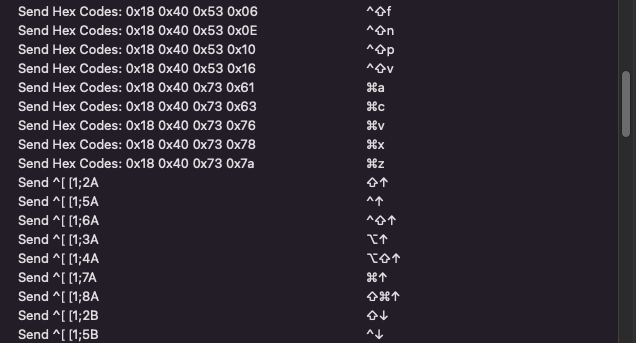 Send Hex Codes: 0x18 0x40 0x53 0x06 ^⇧f
Send Hex Codes: 0x18 0x40 0x53 0x0E ^⇧n
Send Hex Codes: 0x18 0x40 0x53 0x10 ^⇧p
Send Hex Codes: 0x18 0x40 0x53 0x16 ^⇧v
Send Hex Codes: 0x18 0x40 0x73 0x61 ⌘a
Send Hex Codes: 0x18 0x40 0x73 0x63 ⌘c
Send Hex Codes: 0x18 0x40 0x73 0x76 ⌘v
Send Hex Codes: 0x18 0x40 0x73 0x78 ⌘x
Send Hex Codes: 0x18 0x40 0x73 0x7a ⌘z
Send ^[ [1;2A ⇧↑
Send ^[ [1;5A ^↑
Send ^[ [1;6A ^⇧↑
Send ^[ [1;3A ⌥↑
Send ^[ [1;4A ⌥⇧↑
Send ^[ [1;7A ⌘↑
Send ^[ [1;8A ⇧⌘↑
Send ^[ [1;2B ⇧↓
Send ^[ [1;5B ^↓